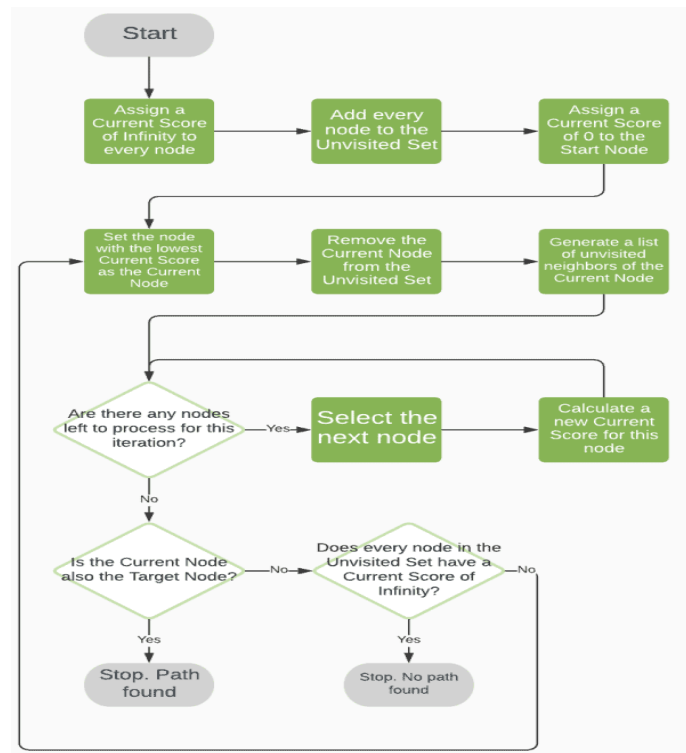 Start
Assign a
Current Score
of Infinity to
every node
Add every
node to the
Unvisited Set
Assign a
Current Score
of 0 to the
Start Node
Set the node
with the lowest
Current Score
as the Current
Node
Remove the
Current Node
from the
Unvisited Set
Generate a list
of unvisited
neighbors of the
Current Node
Are there any nodes
left to process for this
iteration?
Yes
Select the
next node
Calculate a
new Current
Score for this
node
No
Is the Current Node
also the Target Node?
No
Does every node in the
Unvisited Set have a
Current Score of
Infinity?
No
Yes
Yes
Stop. Path
found
Stop. No path
found